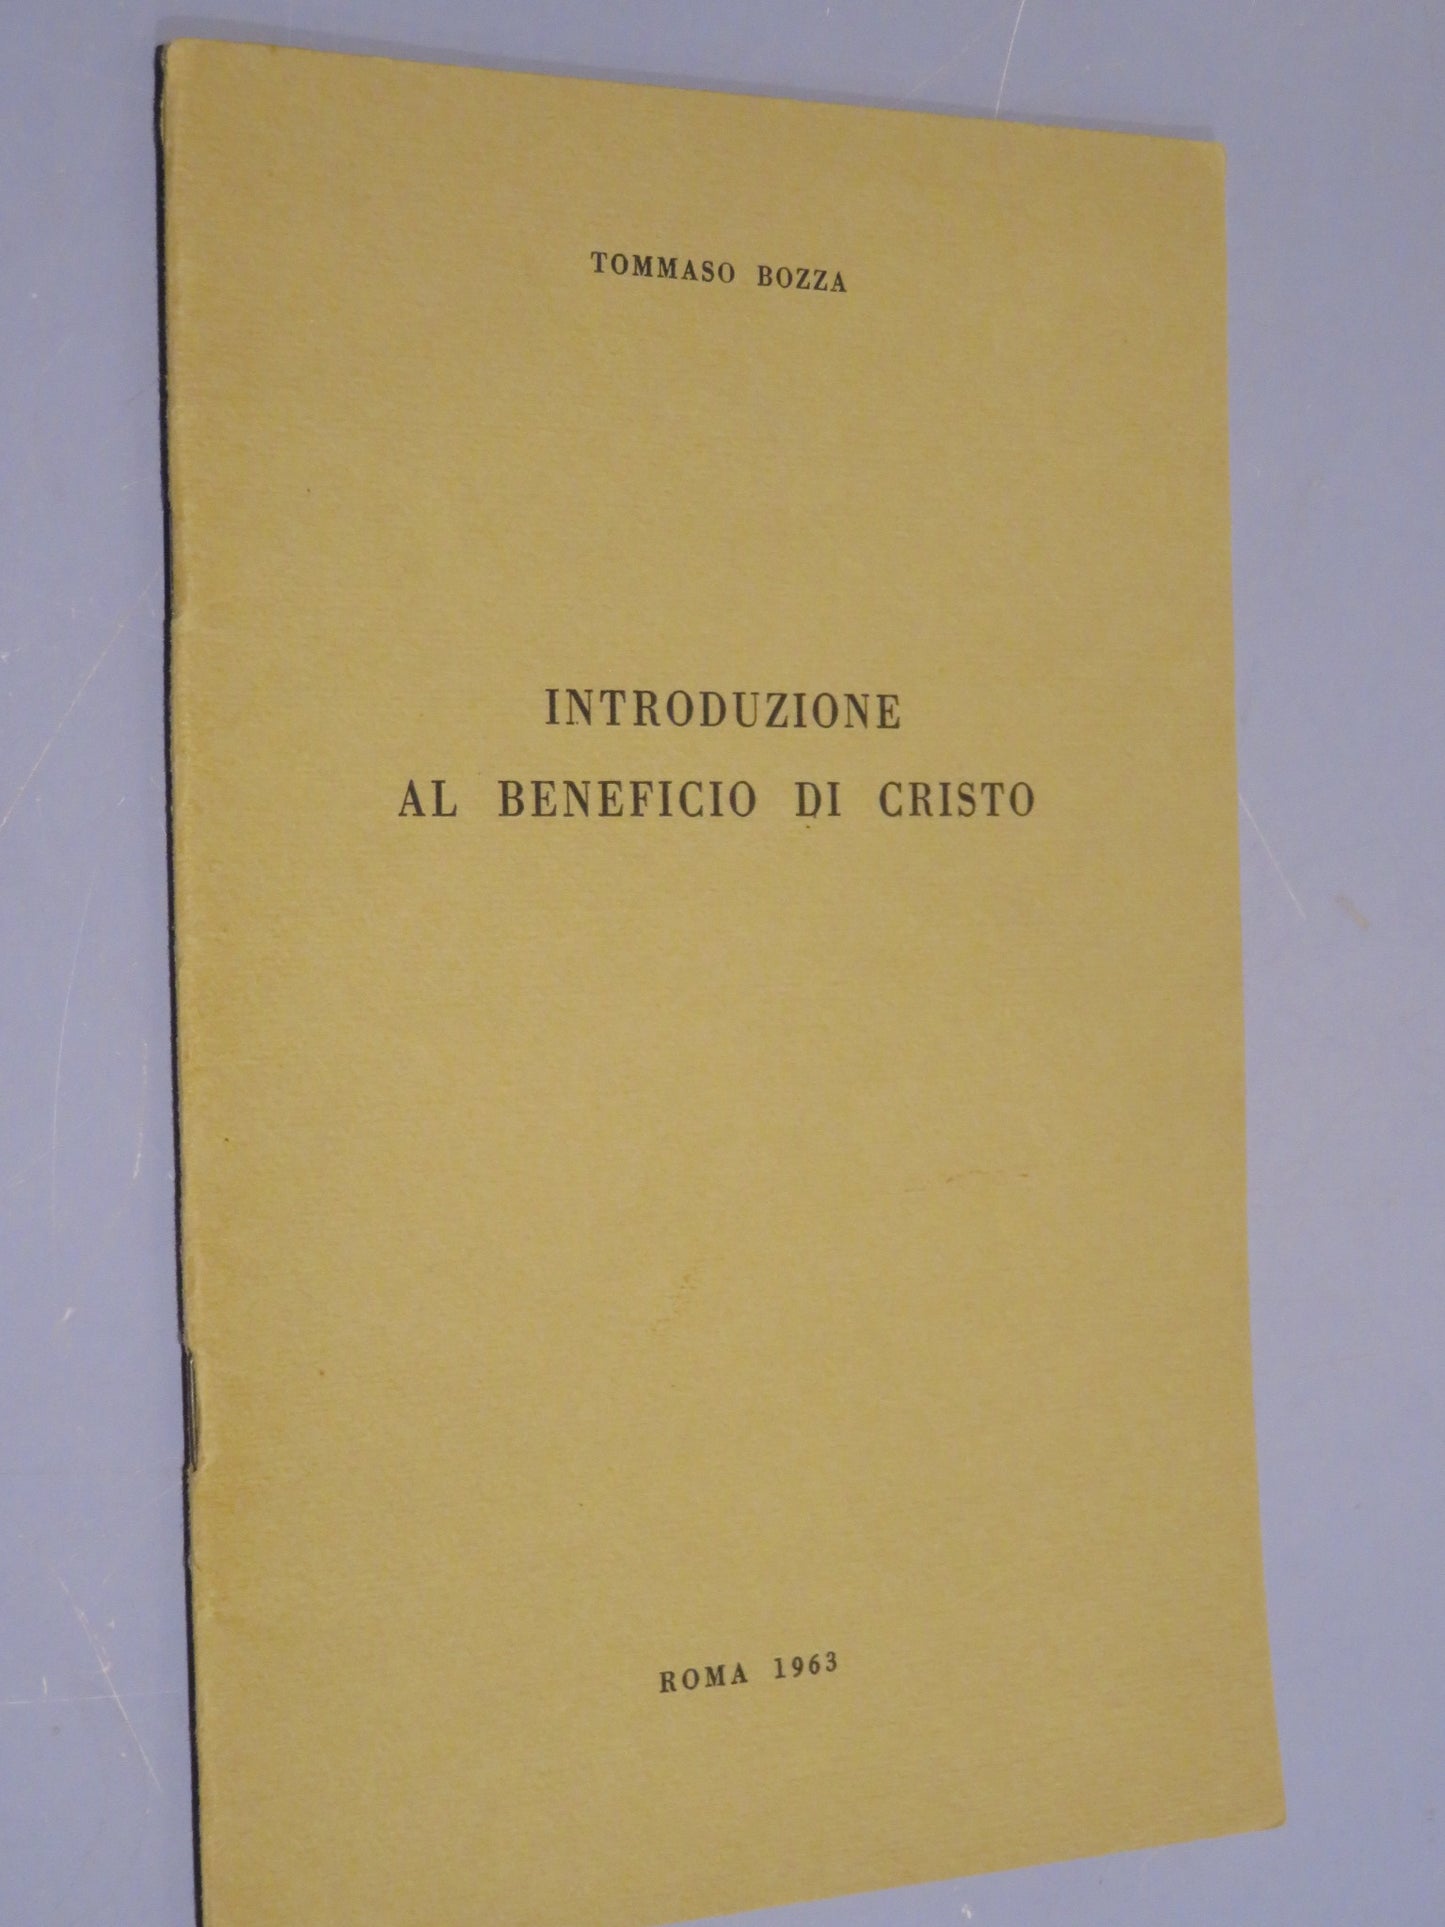 TOMMASO BOZZA
INTRODUZIONE
AL BENEFICIO DI CRISTO
ROMA 1963